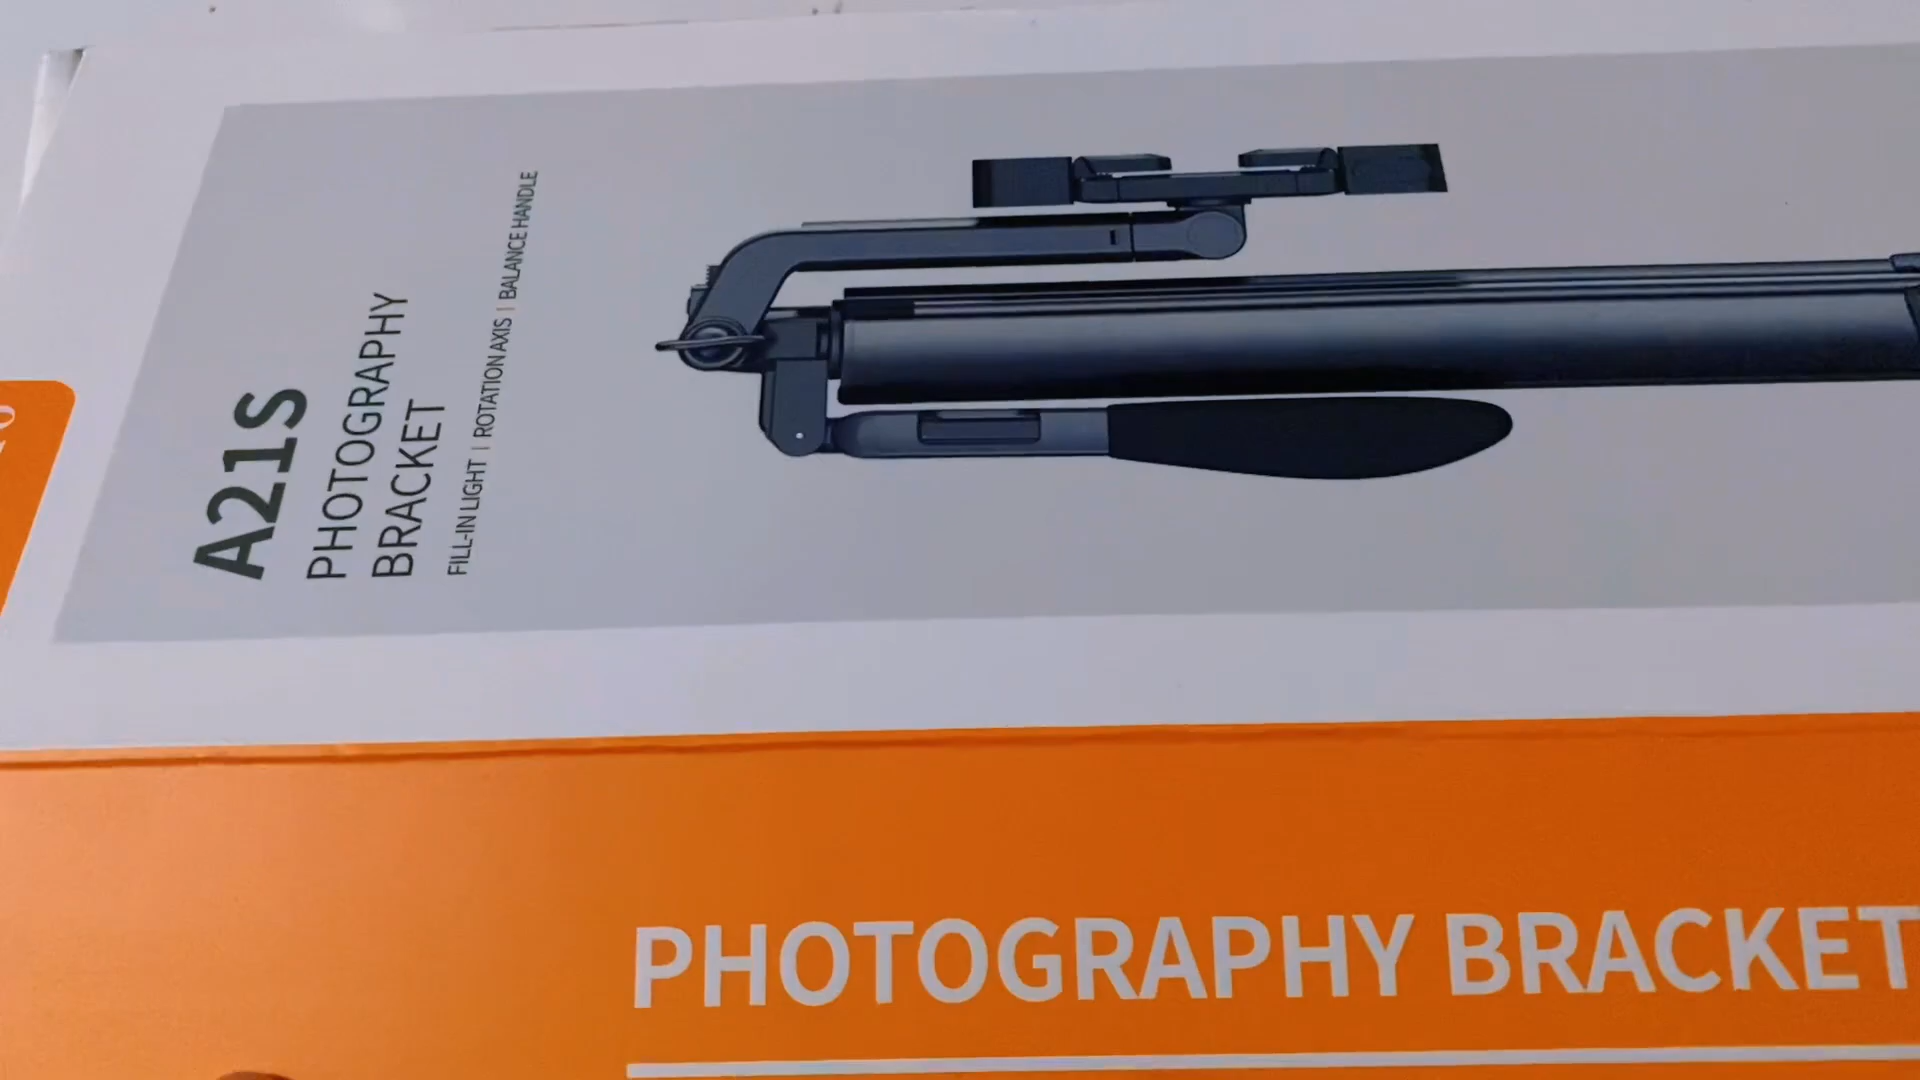 A21S
PHOTOGRAPHY
BRACKET
FILL-IN LIGHT | ROTATION AXIS | BALANCE HANDLE
PHOTOGRAPHY BRACKET